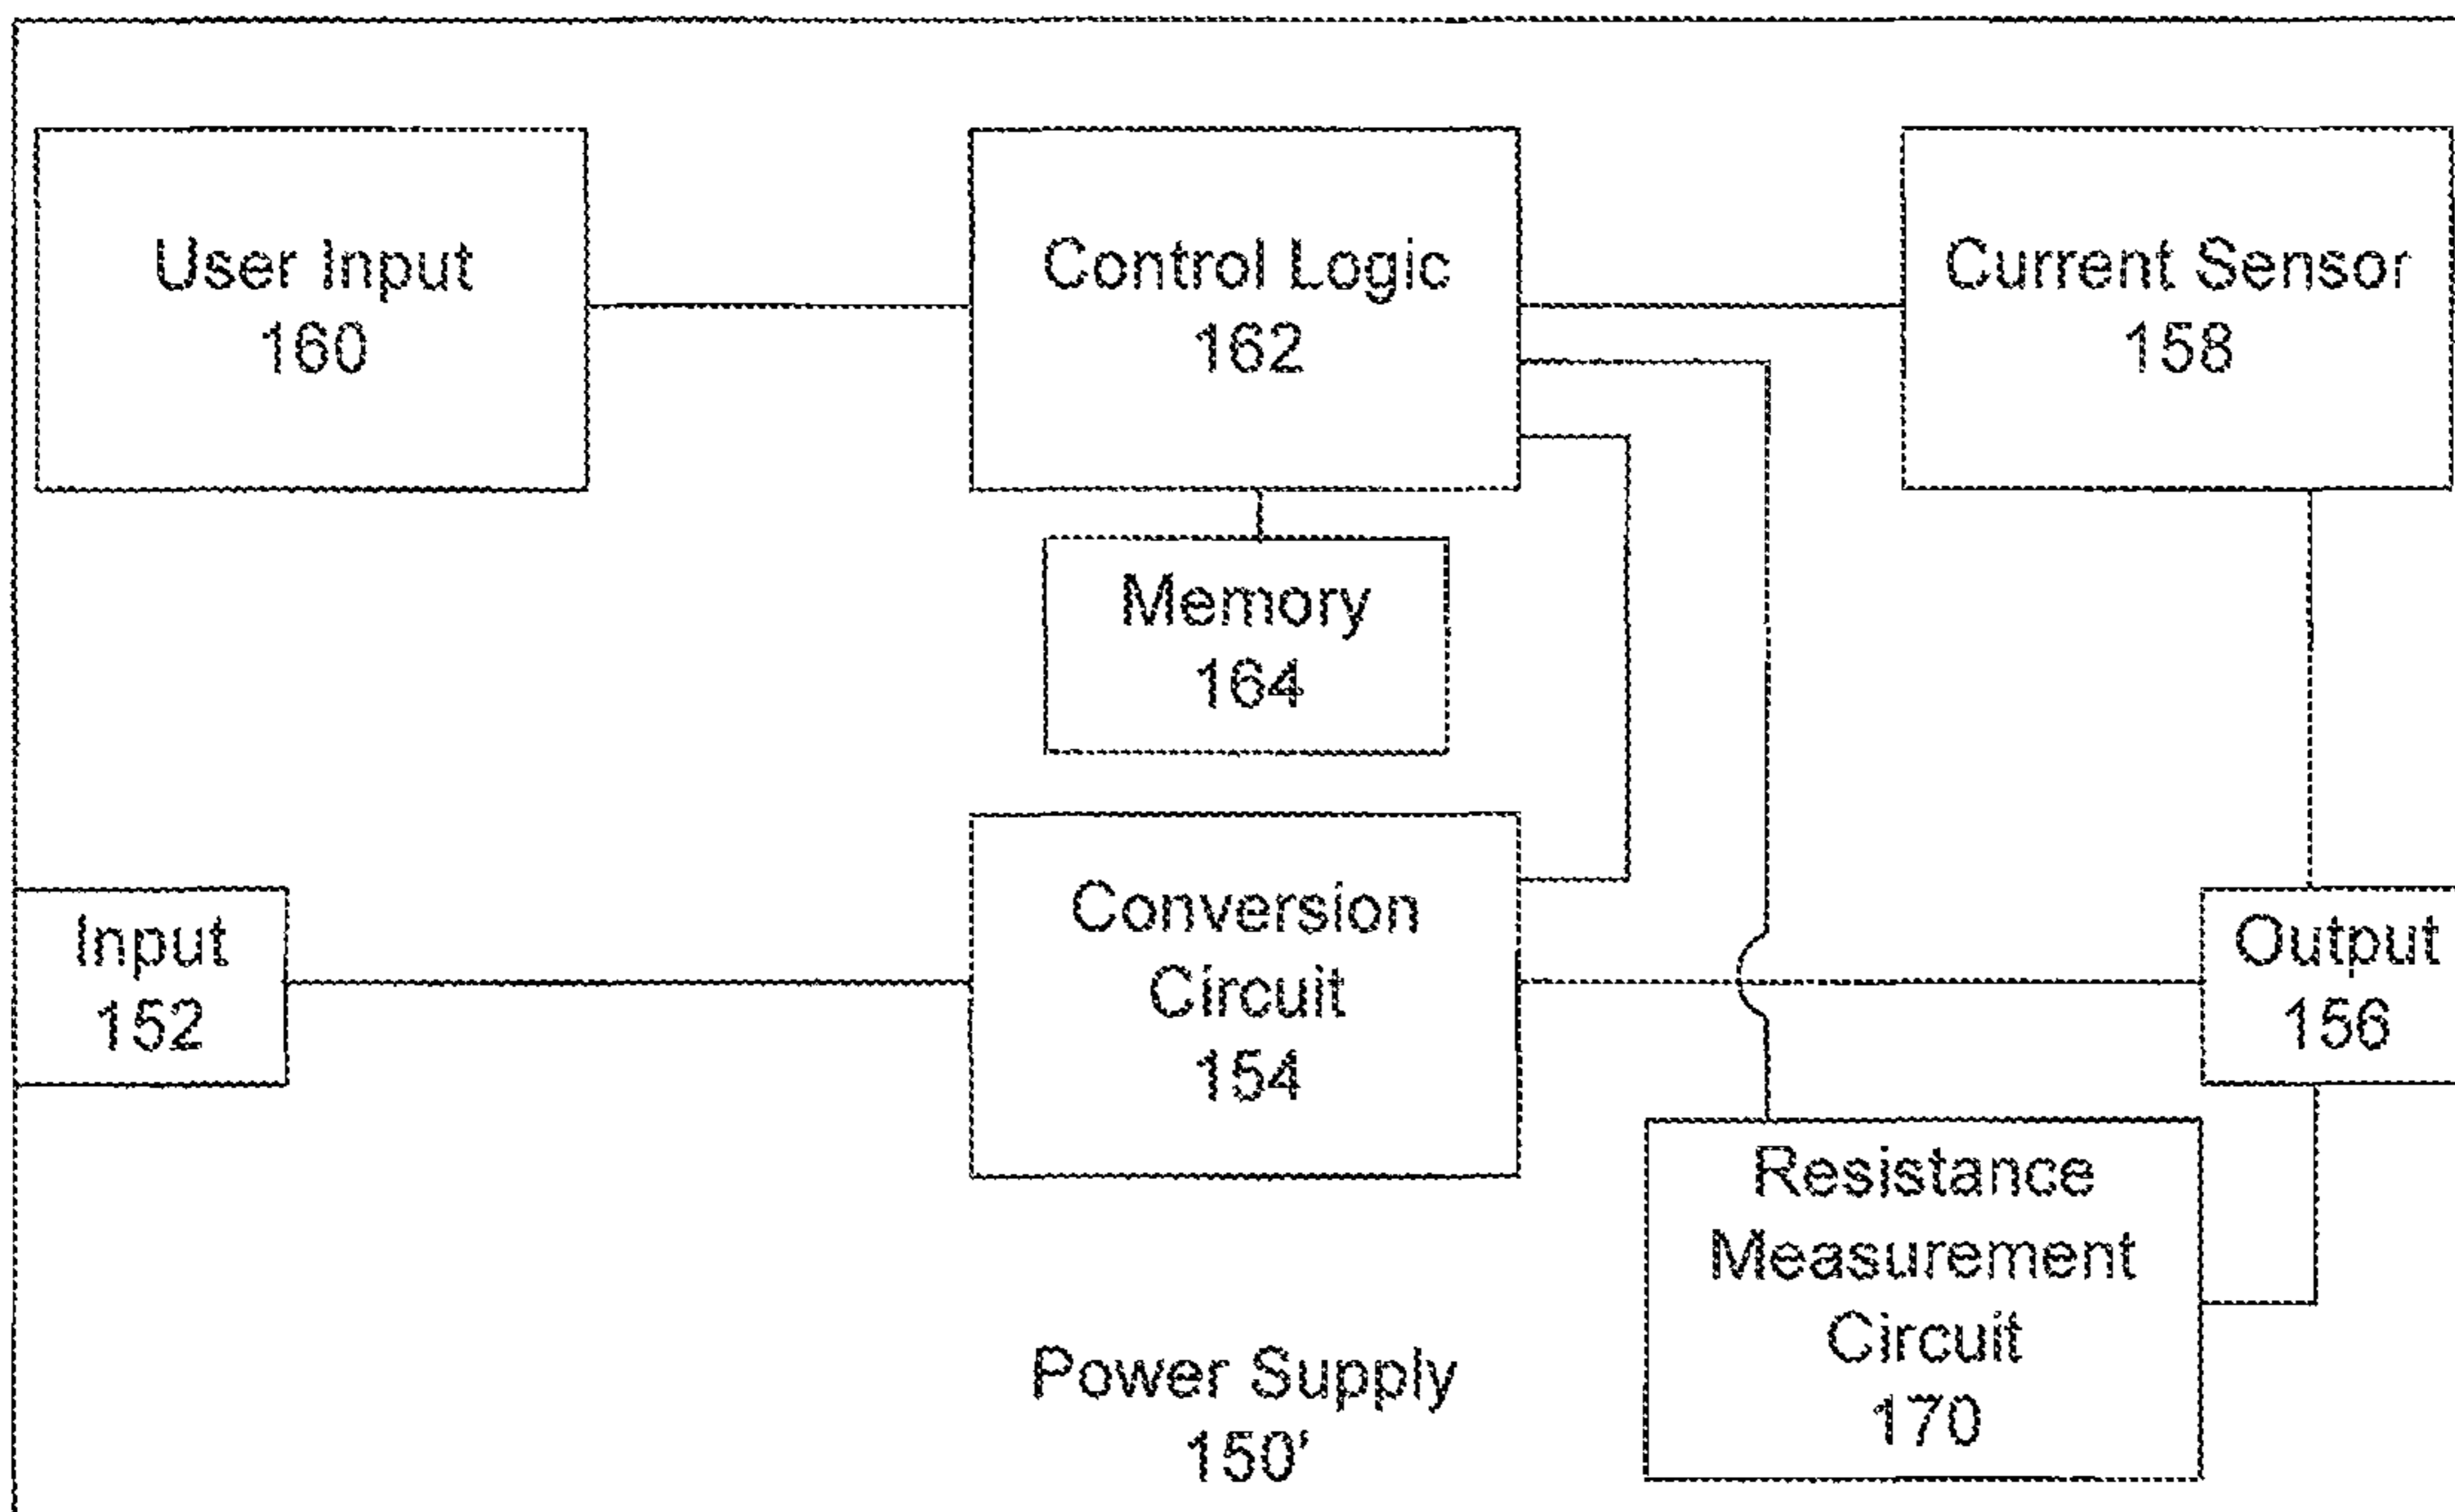 User Input
160
Control Logic
162
Current Sensor
158
Memory
164
Input
152
Conversion
Circuit
154
Output
156
Resistance
Measurement
Circuit
170
Power Supply
150'